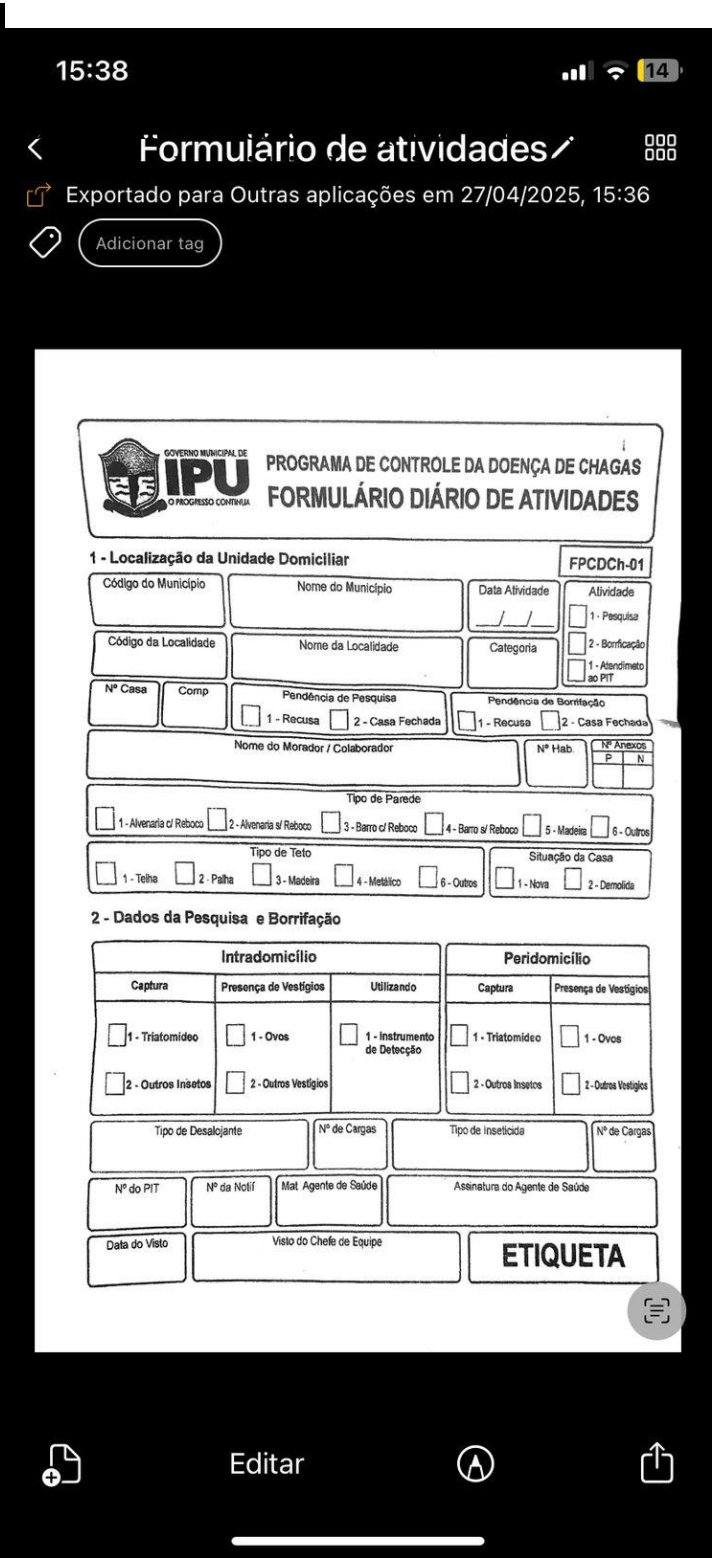 15:38
14
Formulário de atividades
Exportado para Outras aplicações em 27/04/2025, 15:36
Adicionar tag
GOVERNO MUNICIPAL DE
IPU
O PROGRESSO CONTINUA
PROGRAMA DE CONTROLE DA DOENÇA DE CHAGAS
FORMULÁRIO DIÁRIO DE ATIVIDADES
1 - Localização da Unidade Domiciliar
FPCDCh-01
Código do Município
Nome do Município
Data Atividade
__/__/__
Atividade
1 - Pesquisa
2 - Borrificação
1 - Atendimeto
ao PIT
Código da Localidade
Nome da Localidade
Categoria
Nº Casa
Comp
Pendência de Pesquisa
1 - Recusa
2 - Casa Fechada
Pendência de Borrifação
1 - Recusa
2 - Casa Fechada
Nome do Morador / Colaborador
Nº Hab.
Nº Anexos
P N
Tipo de Parede
1 - Alvenaria c/ Reboco 2 - Alvenaria s/ Reboco 3 - Barro c/ Reboco 4 - Barro s/ Reboco 5 - Madeira 6 - Outros
Tipo de Teto
1 - Telha 2 - Palha 3 - Madeira 4 - Metálico 6 - Outros
Situação da Casa
1 - Nova 2 - Demolida
2 - Dados da Pesquisa e Borrifação
Intradomicílio
Peridomicílio
Captura
Presença de Vestígios
Utilizando
Captura
Presença de Vestígios
1 - Triatomídeo
1 - Ovos
1 - Instrumento
de Detecção
1 - Triatomídeo
1 - Ovos
2 - Outros Insetos
2 - Outros Vestígios
2 - Outros Insetos
2 - Outros Vestígios
Tipo de Desalojante
Nº de Cargas
Tipo de Inseticida
Nº de Cargas
Nº do PIT
Nº da Notif
Mat Agente de Saúde
Assinatura do Agente de Saúde
Data do Visto
Visto do Chefe de Equipe
ETIQUETA
Editar